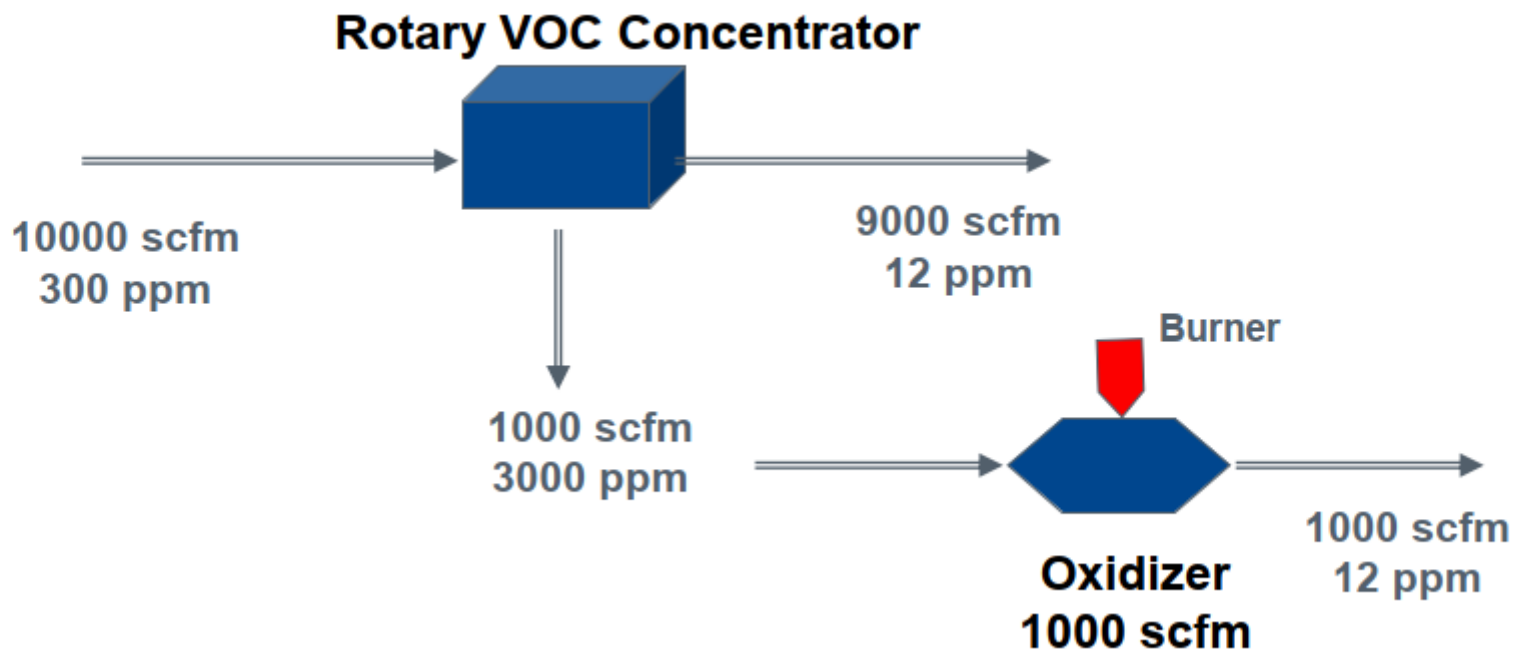 Rotary VOC Concentrator
10000 scfm
300 ppm
9000 scfm
12 ppm
Burner
1000 scfm
3000 ppm
1000 scfm
12 ppm
Oxidizer
1000 scfm